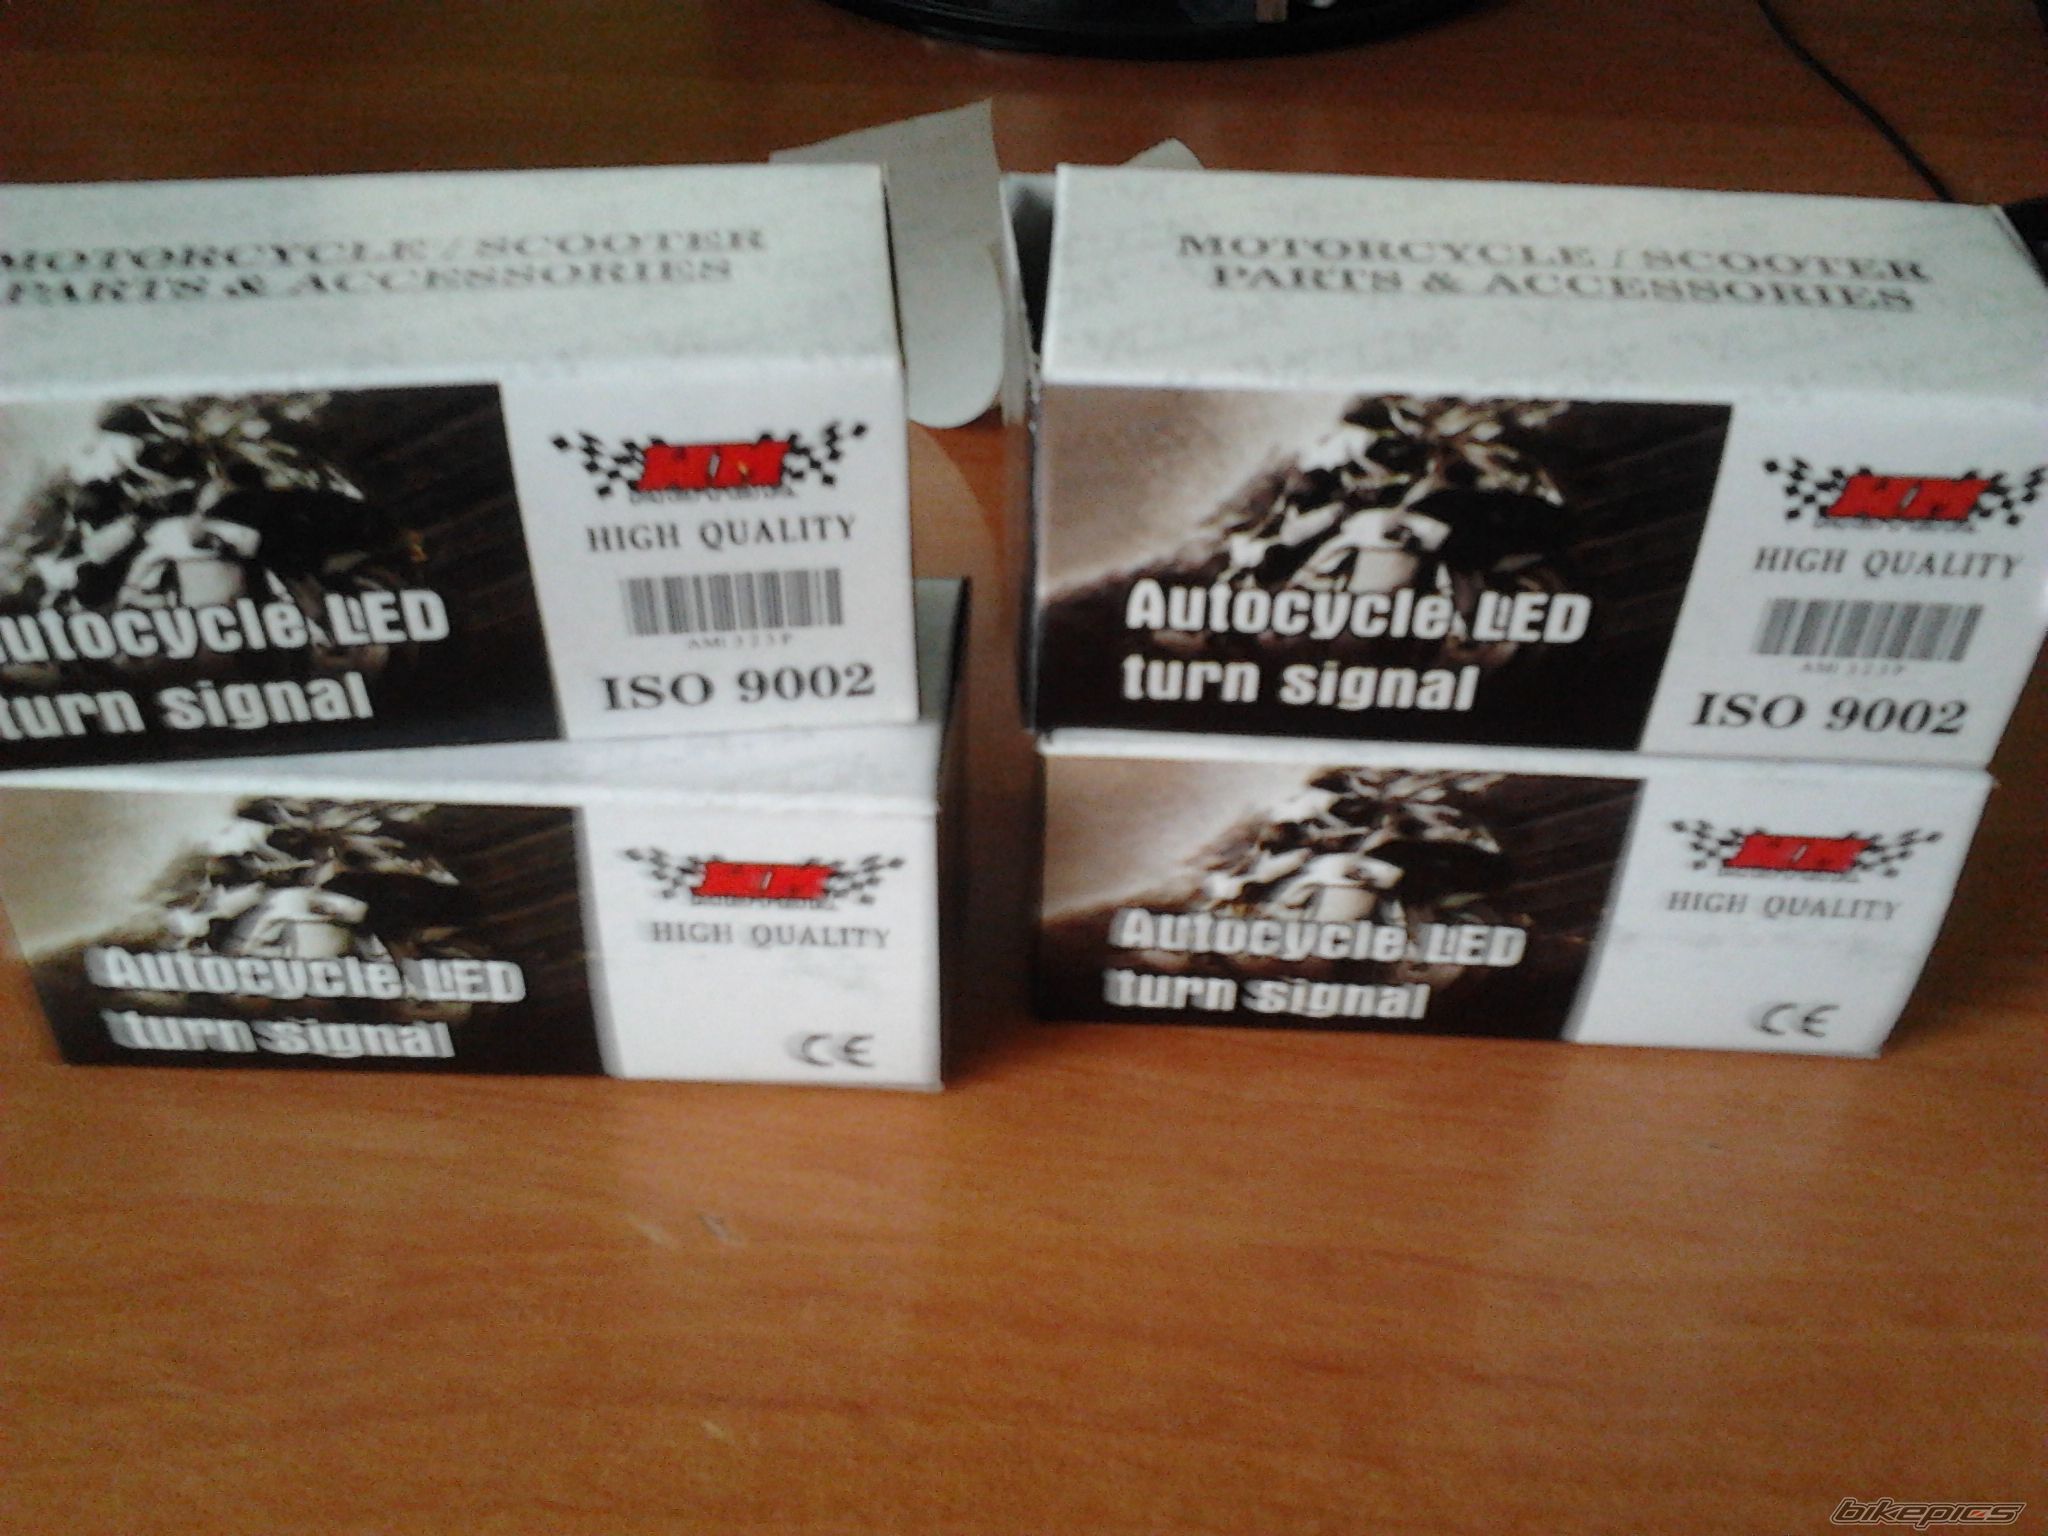 MOTORCYCLE / SCOOTER
PARTS & ACCESSORIES
HIGH QUALITY
utocycle LED
turn signal
ISO 9002
Autocycle LED
turn signal
HIGH QUALITY
CE
MOTORCYCLE / SCOOTER
PARTS & ACCESSORIES
HIGH QUALITY
Autocycle LED
turn signal
ISO 9002
Autocycle LED
turn signal
HIGH QUALITY
CE
bikepics